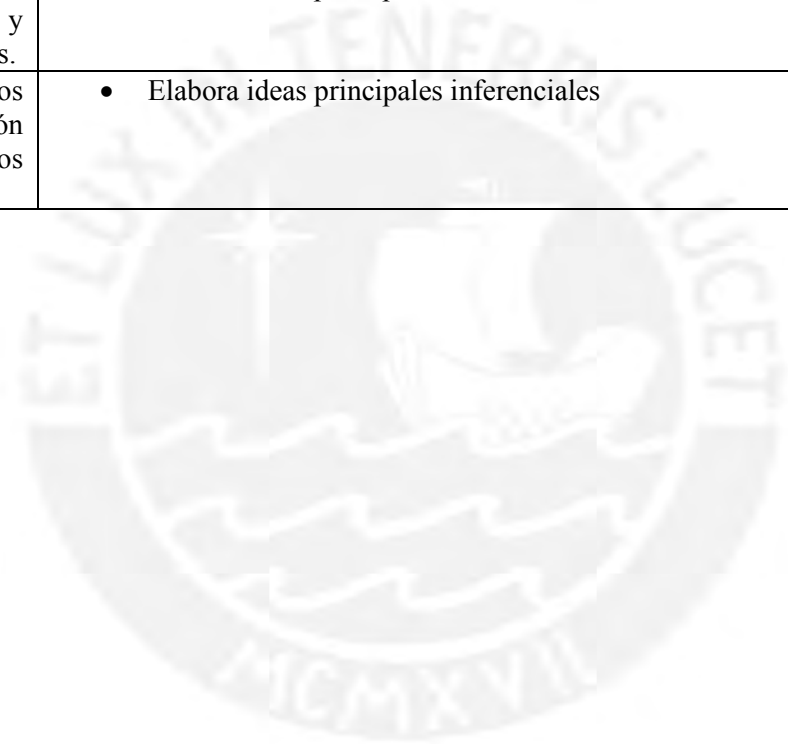 y
s.
os
ón
os
• Elabora ideas principales inferenciales
ET LUX IN TENEBRIS LUCET
MCMXVII